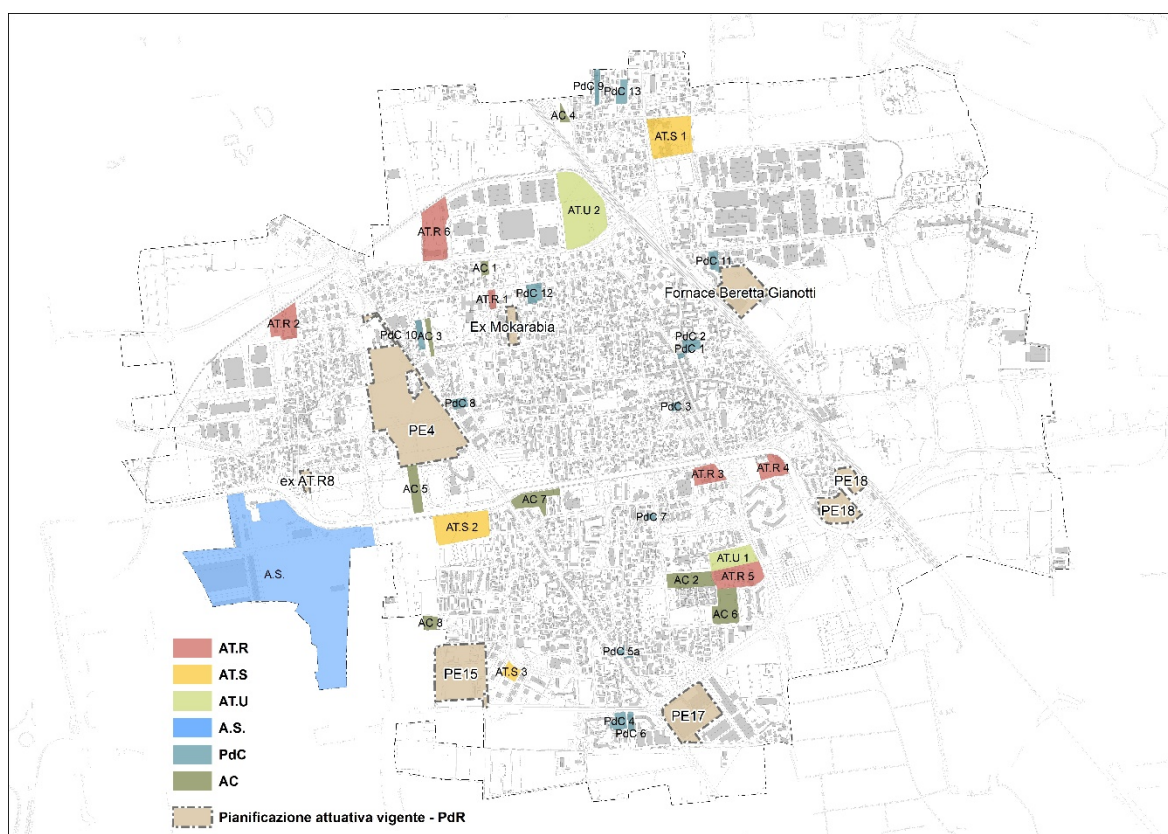 PdC 9
PdC 13
AC 4
AT.S 1
AT.U 2
AT.R 6
PdC 11
AC 1
Fornace Beretta Gianotti
PdC 12
AT.R 1
AT.R 2
Ex Mokarabia
PdC 10
AC 3
PdC 2
PdC 1
PdC 8
PdC 3
PE4
AT.R 4
AT.R 3
ex AT.R8
PE18
AC 5
AC 7
PE18
PdC 7
AT.S 2
AT.U 1
A.S.
AC 2
AT.R 5
AC 6
AC 8
PdC 5a
PE15
AT.S 3
PE17
PdC 4
PdC 6
AT.R
AT.S
AT.U
A.S.
PdC
AC
Pianificazione attuativa vigente - PdR